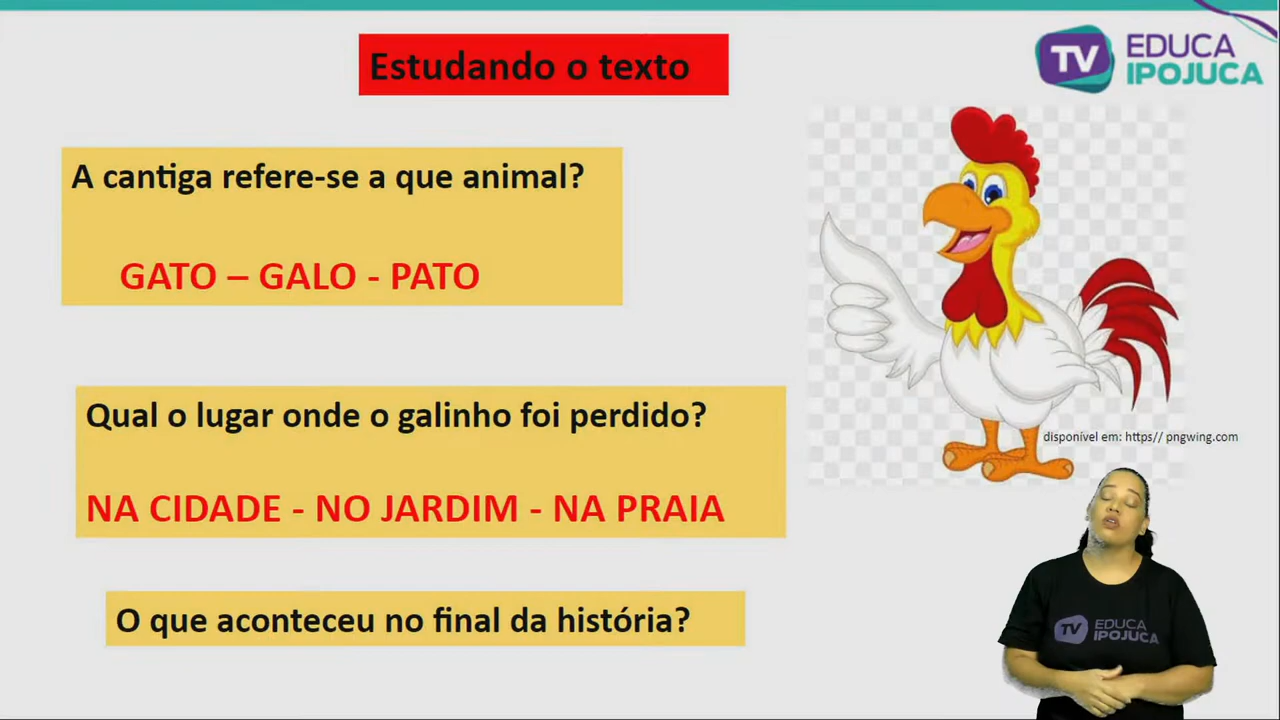 Estudando o texto
TV EDUCA
IPOJUCA
A cantiga refere-se a que animal?
GATO – GALO - PATO
Qual o lugar onde o galinho foi perdido?
NA CIDADE - NO JARDIM - NA PRAIA
disponível em: https// pngwing.com
O que aconteceu no final da história?
TV EDUCA
IPOJUCA